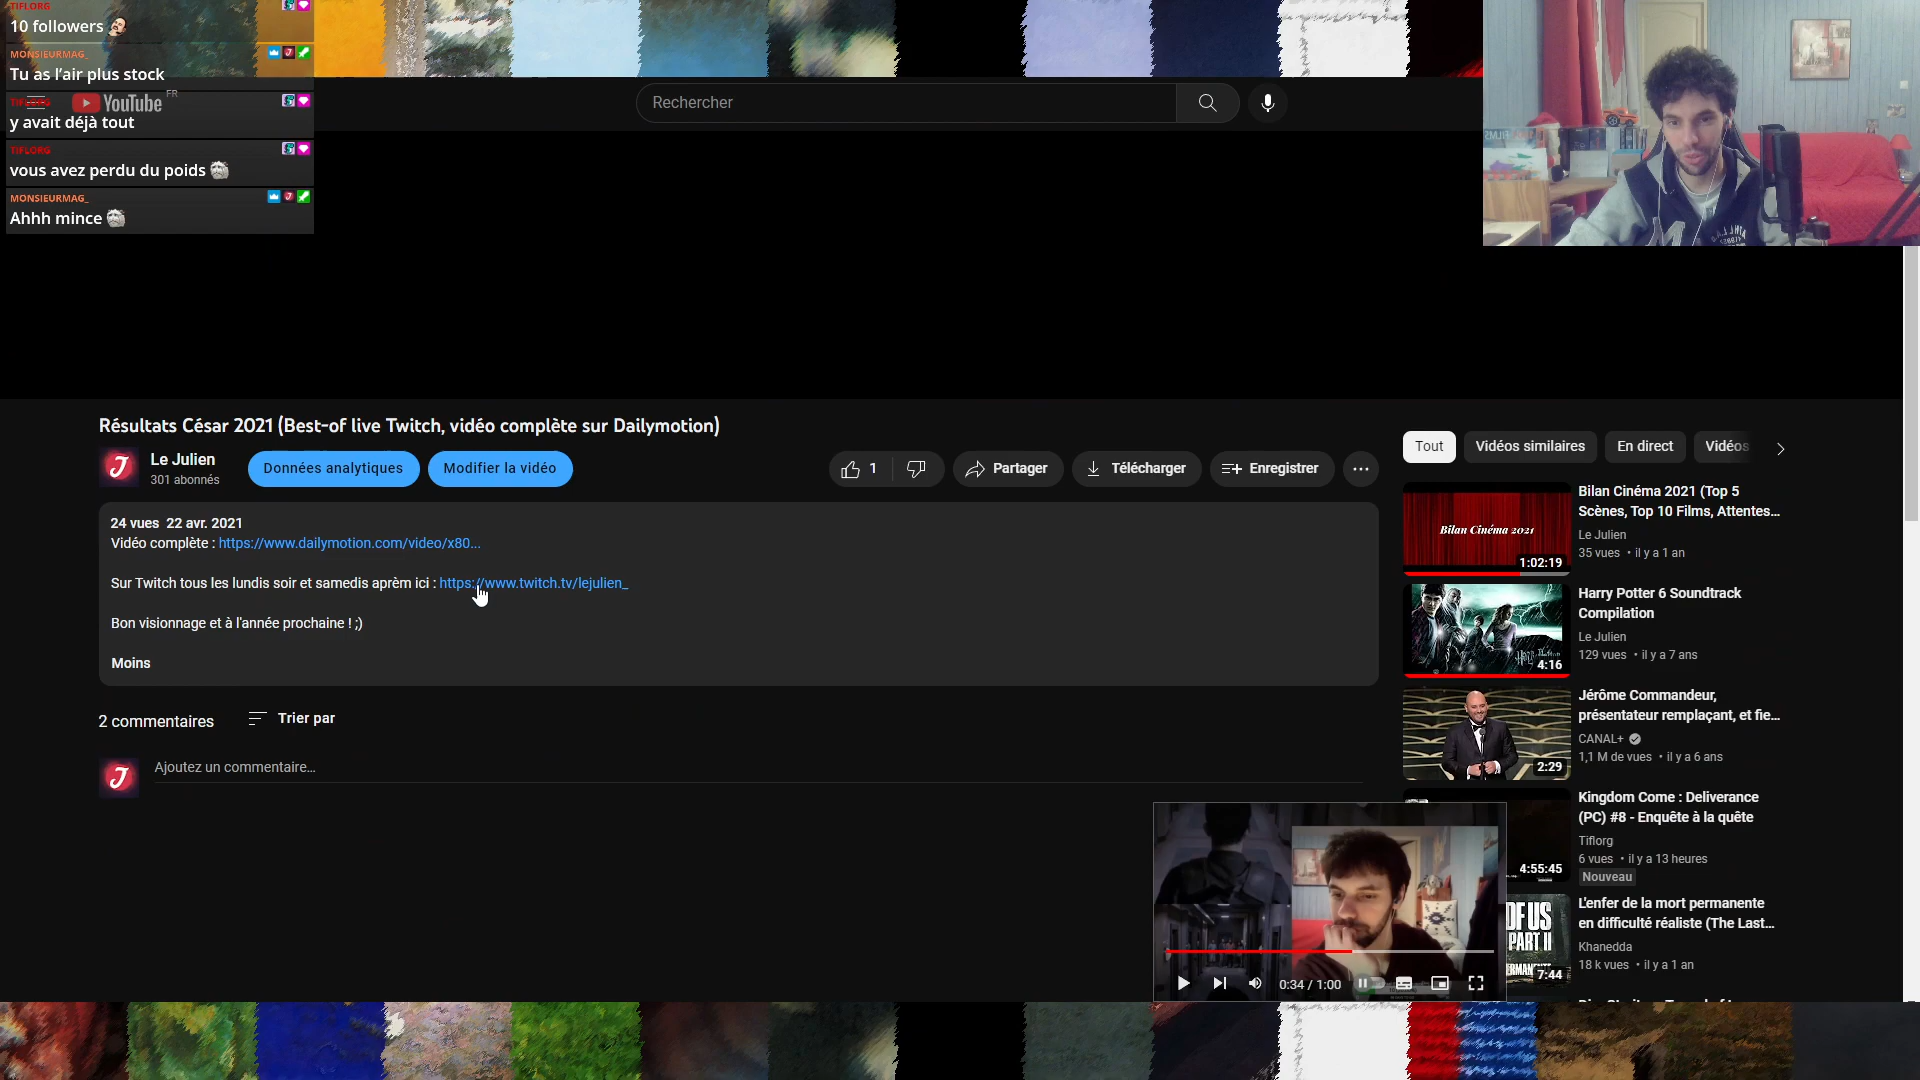 TIFLORG
10 followers
MONSIEURMAG_
Tu as l'air plus stock
TIFLORG
y avait déjà tout
TIFLORG
vous avez perdu du poids
MONSIEURMAG_
Ahhh mince
YouTube FR
Rechercher
Résultats César 2021 (Best-of live Twitch, vidéo complète sur Dailymotion)
Le Julien
301 abonnés
Données analytiques
Modifier la vidéo
1
Partager
Télécharger
Enregistrer
24 vues 22 avr. 2021
Vidéo complète : https://www.dailymotion.com/video/x80...
Sur Twitch tous les lundis soir et samedis aprèm ici : https://www.twitch.tv/lejulien_
Bon visionnage et à l'année prochaine ! ;)
Moins
2 commentaires
Trier par
Ajoutez un commentaire...
0:34 / 1:00
Tout
Vidéos similaires
En direct
Vidéos
Bilan Cinéma 2021
1:02:19
Bilan Cinéma 2021 (Top 5
Scènes, Top 10 Films, Attentes...
Le Julien
35 vues • il y a 1 an
4:16
Harry Potter 6 Soundtrack
Compilation
Le Julien
129 vues • il y a 7 ans
2:29
Jérôme Commandeur,
présentateur remplaçant, et fie...
CANAL+
1,1 M de vues • il y a 6 ans
4:55:45
Kingdom Come : Deliverance
(PC) #8 - Enquête à la quête
Tiflorg
6 vues • il y a 13 heures
Nouveau
OF US
PART II
7:44
L'enfer de la mort permanente
en difficulté réaliste (The Last...
Khanedda
18 k vues • il y a 1 an